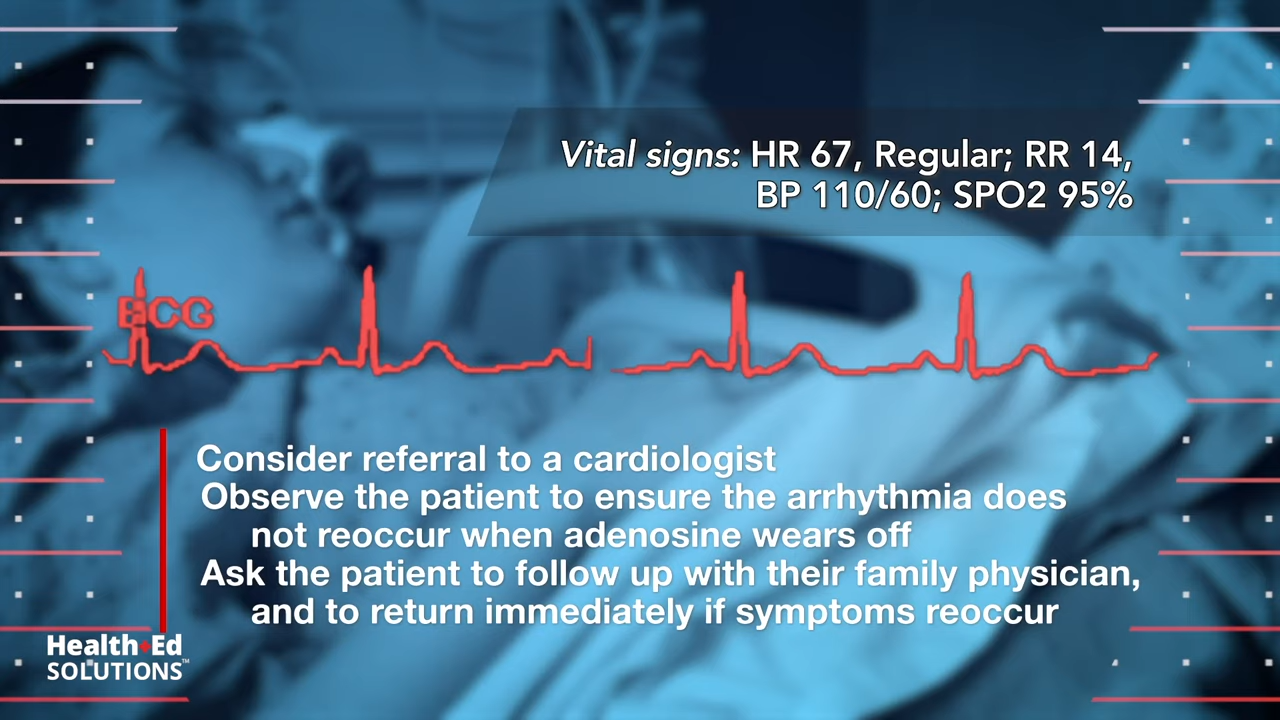 Vital signs: HR 67, Regular; RR 14,
BP 110/60; SPO2 95%
ECG
Consider referral to a cardiologist
Observe the patient to ensure the arrhythmia does
not reoccur when adenosine wears off
Ask the patient to follow up with their family physician,
and to return immediately if symptoms reoccur
Health Ed
SOLUTIONS™